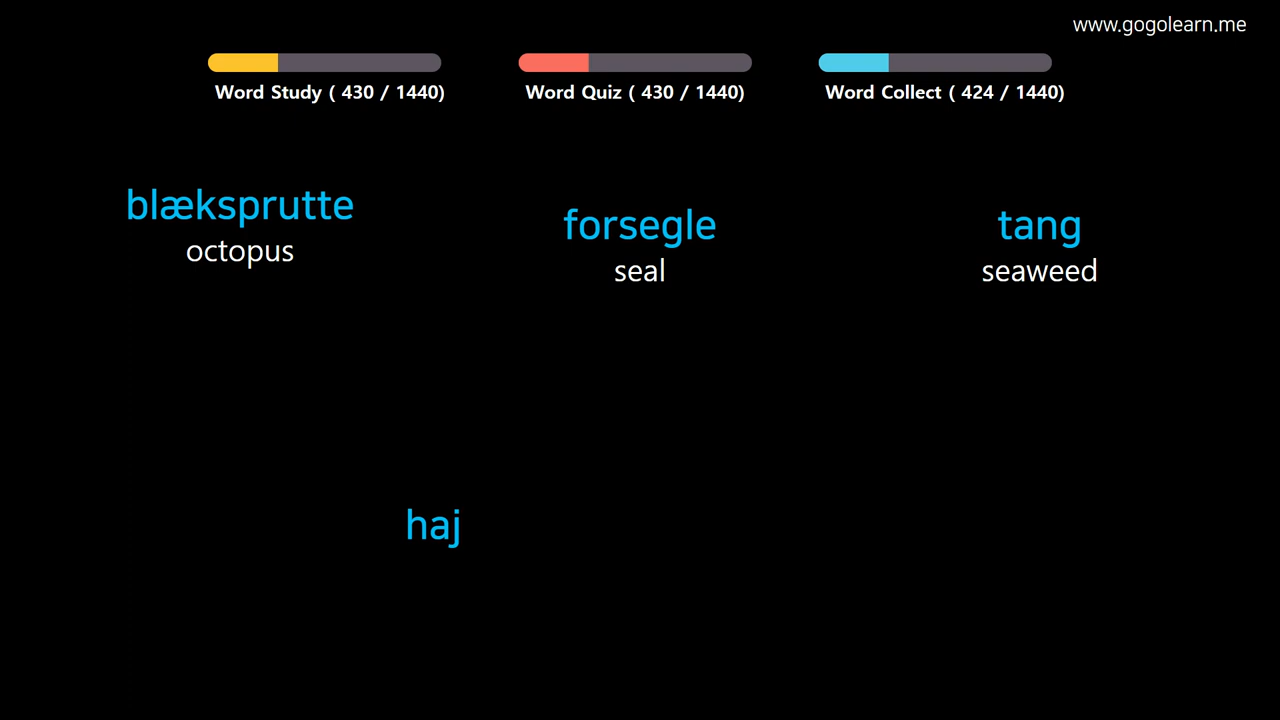 www.gogolearn.me
Word Study ( 430 / 1440)
Word Quiz ( 430 / 1440)
Word Collect ( 424 / 1440)
blæksprutte
octopus
forsegle
seal
tang
seaweed
haj